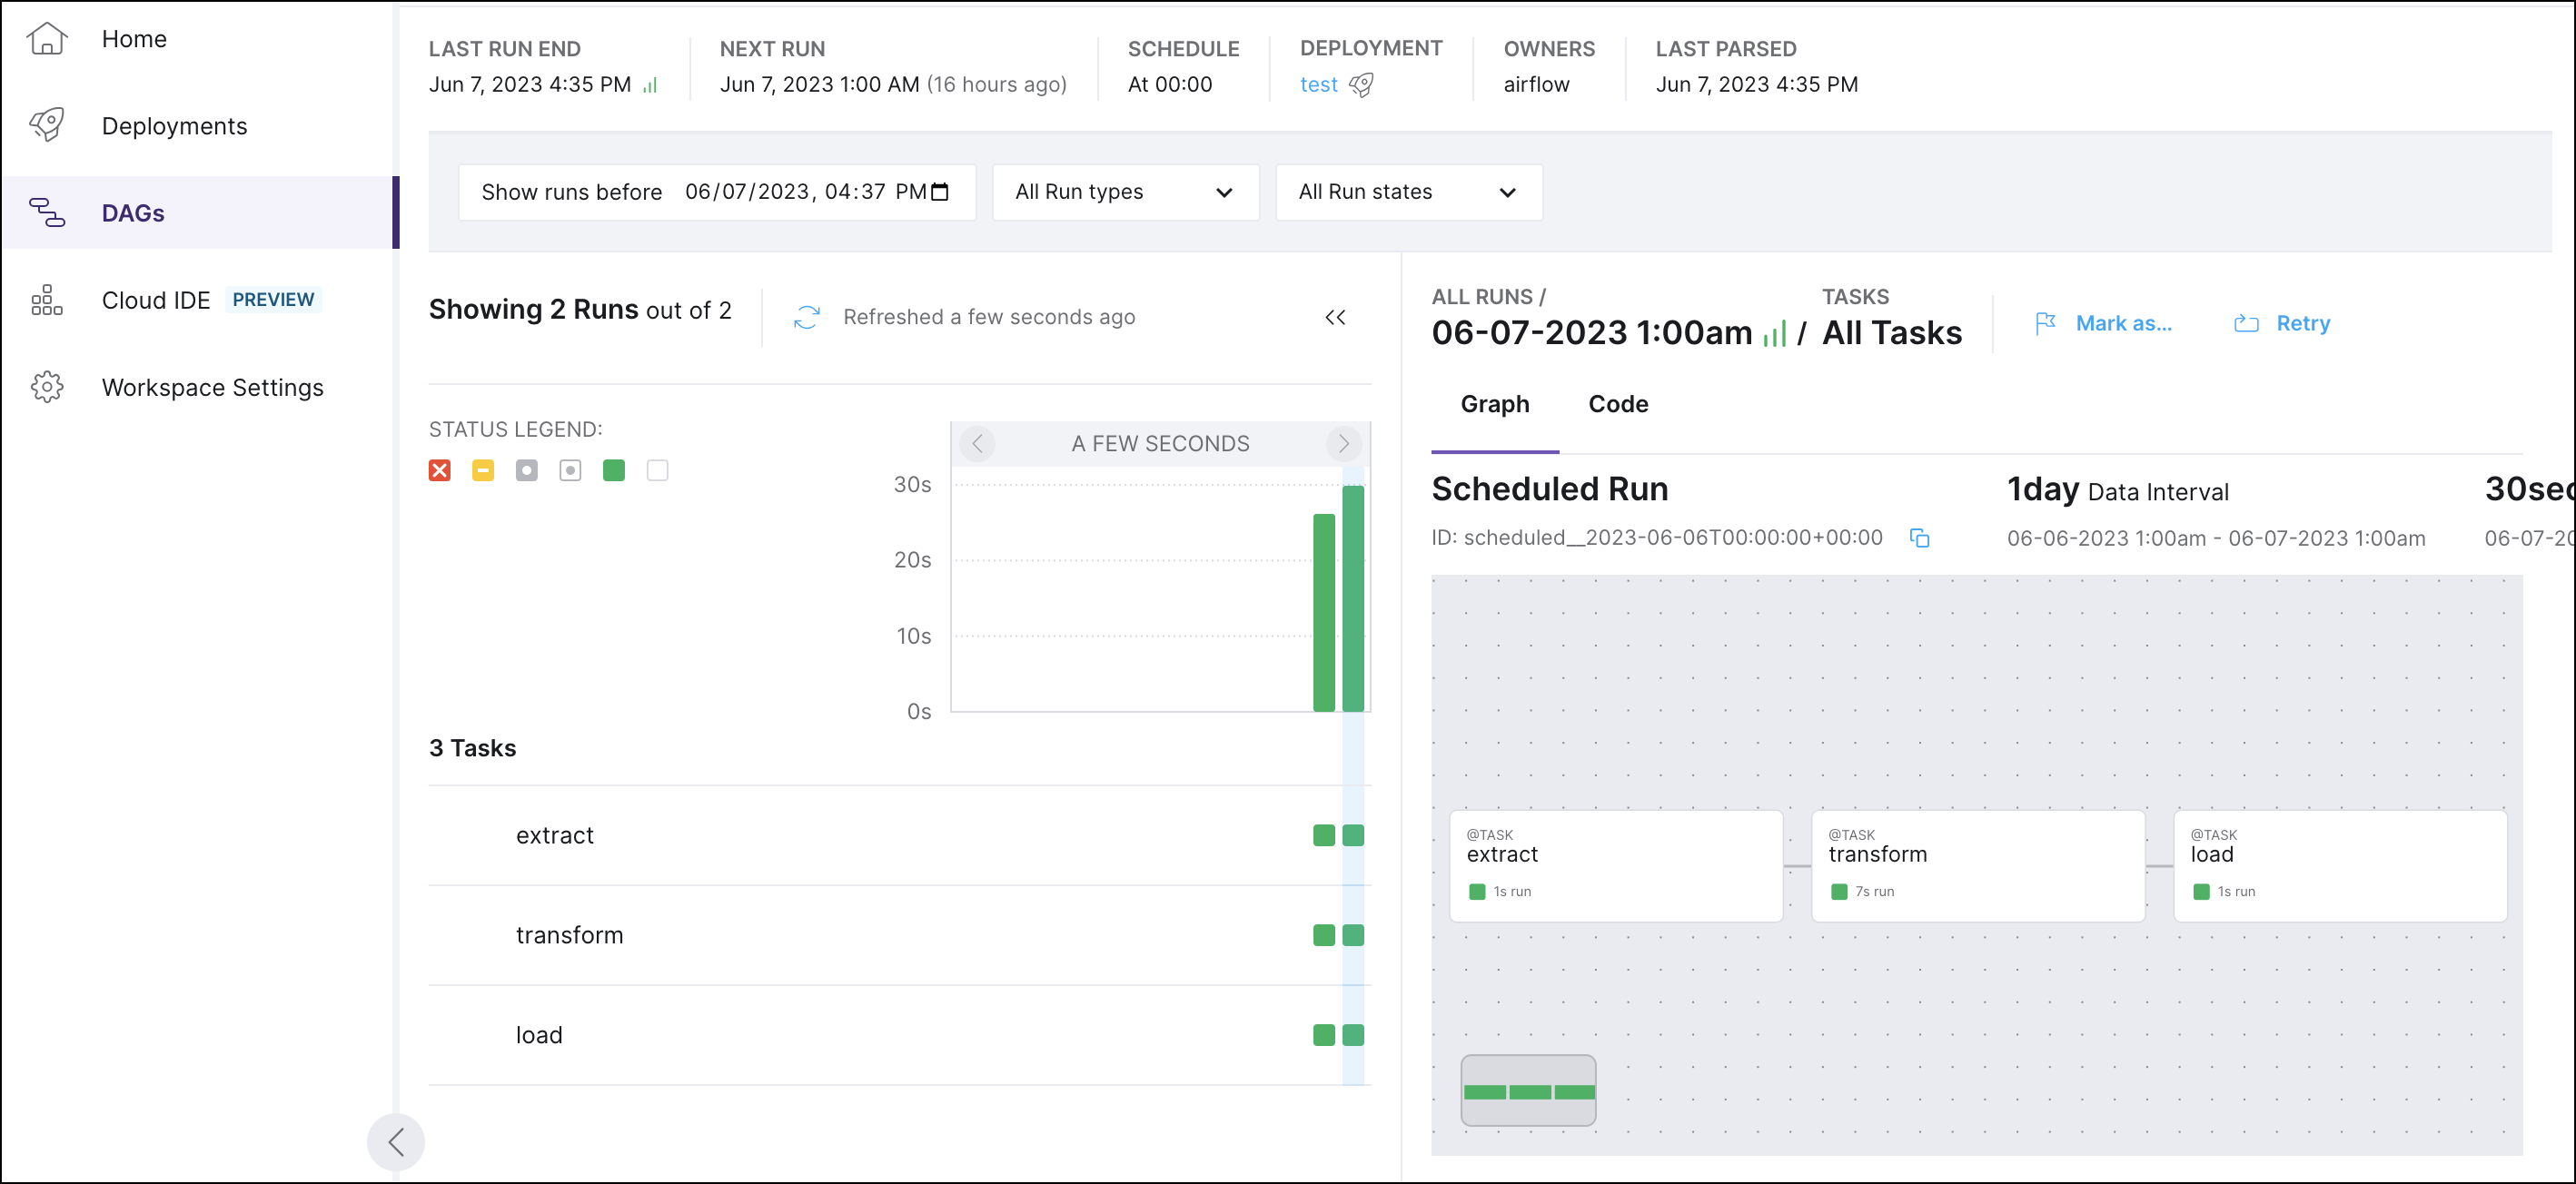 Home
Deployments
DAGs
Cloud IDE PREVIEW
Workspace Settings
LAST RUN END
Jun 7, 2023 4:35 PM
NEXT RUN
Jun 7, 2023 1:00 AM (16 hours ago)
SCHEDULE
At 00:00
DEPLOYMENT
test
OWNERS
airflow
LAST PARSED
Jun 7, 2023 4:35 PM
Show runs before 06/07/2023, 04:37 PM
All Run types
All Run states
Showing 2 Runs out of 2
Refreshed a few seconds ago
STATUS LEGEND:
A FEW SECONDS
30s
20s
10s
0s
3 Tasks
extract
transform
load
ALL RUNS /
06-07-2023 1:00am /
TASKS
All Tasks
Mark as...
Retry
Graph
Code
Scheduled Run
ID: scheduled__2023-06-06T00:00:00+00:00
1day Data Interval
06-06-2023 1:00am - 06-07-2023 1:00am
30sec
06-07-20
@TASK
extract
1s run
@TASK
transform
7s run
@TASK
load
1s run